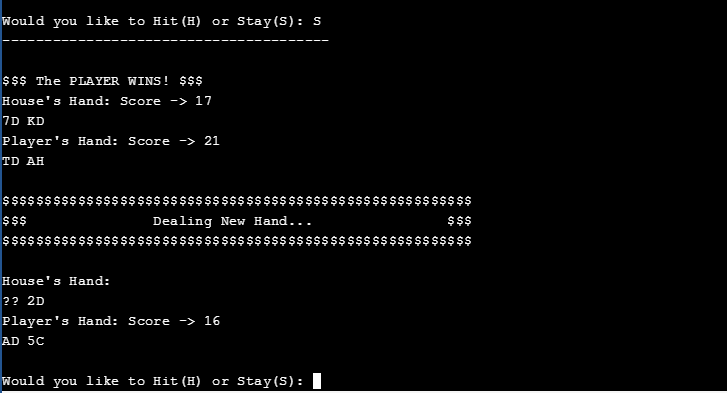 Would you like to Hit(H) or Stay(S): S
---------------------------------------
$$$ The PLAYER WINS! $$$
House's Hand: Score -> 17
7D KD
Player's Hand: Score -> 21
TD AH
$$$$$$$$$$$$$$$$$$$$$$$$$$$$$$$$$$$$$$$$$$$$$$$$$$$$$$$$
$$$               Dealing New Hand...                $$$
$$$$$$$$$$$$$$$$$$$$$$$$$$$$$$$$$$$$$$$$$$$$$$$$$$$$$$$$
House's Hand:
?? 2D
Player's Hand: Score -> 16
AD 5C
Would you like to Hit(H) or Stay(S):